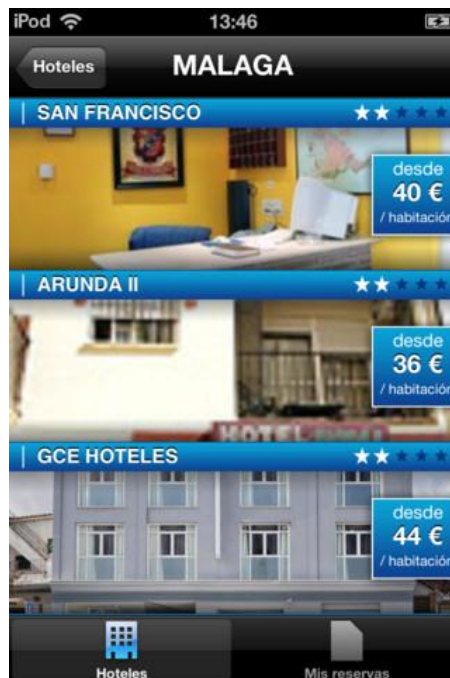 iPod 13:46
Hoteles MALAGA
SAN FRANCISCO
desde
40 €
/ habitación
ARUNDA II
desde
36 €
/ habitación
HOTEL
GCE HOTELES
desde
44 €
/ habitación
Hoteles Mis reservas